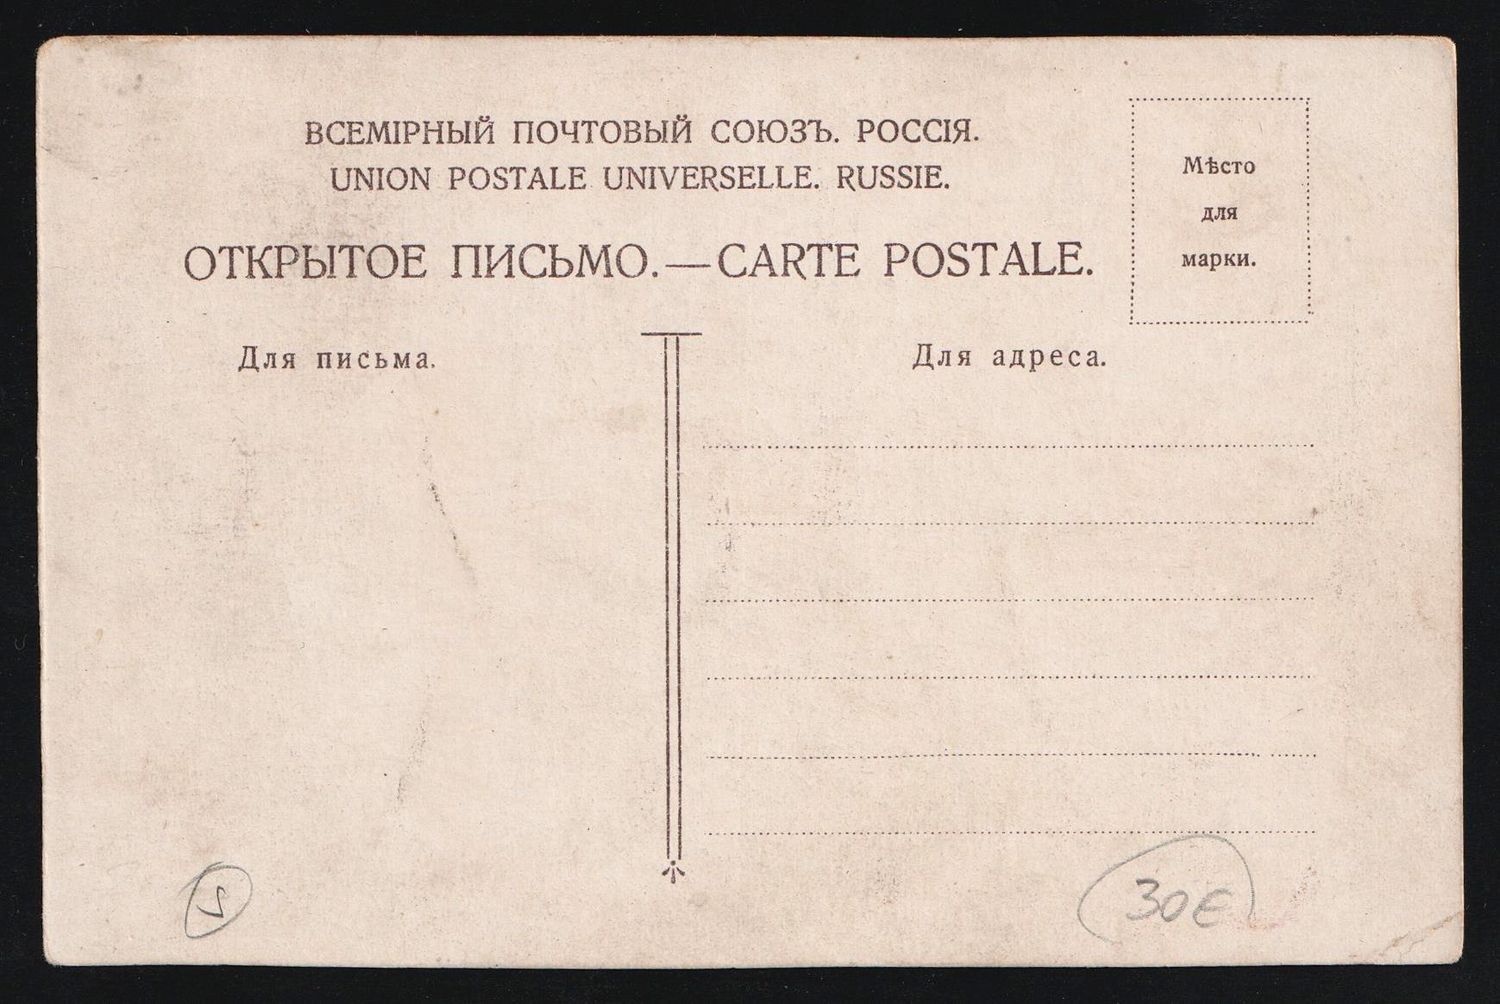 ВСЕМІРНЫЙ ПОЧТОВЫЙ СОЮЗЪ. РОССІЯ.
UNION POSTALE UNIVERSELLE. RUSSIE.
ОТКРЫТОЕ ПИСЬМО.—CARTE POSTALE.
Мѣсто
для
марки.
Для письма.
Для адреса.
30€